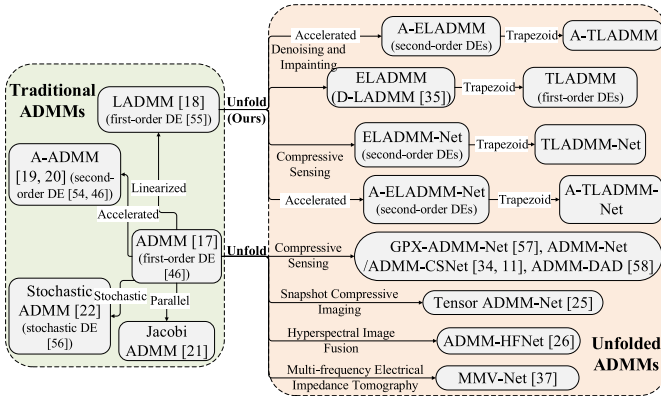 Traditional
ADMMs
LADMM [18]
(first-order DE [55])
A-ADMM
[19, 20] (second-
order DE [54, 46])
Linearized
Accelerated
ADMM [17]
(first-order DE
[46])
Stochastic
ADMM [22]
(stochastic DE
[56])
Stochastic
Parallel
Jacobi
ADMM [21]
Unfold
(Ours)
Unfold
Accelerated
Denoising and
Impainting
A-ELADMM
(second-order DEs)
Trapezoid
A-TLADMM
ELADMM
(D-LADMM [35])
Trapezoid
TLADMM
(first-order DEs)
Compressive
Sensing
ELADMM-Net
(second-order DEs)
Trapezoid
TLADMM-Net
Accelerated
A-ELADMM-Net
(second-order DEs)
Trapezoid
A-TLADMM-
Net
Compressive
Sensing
GPX-ADMM-Net [57], ADMM-Net
/ADMM-CSNet [34, 11], ADMM-DAD [58]
Snapshot Compressive
Imaging
Tensor ADMM-Net [25]
Hyperspectral Image
Fusion
ADMM-HFNet [26]
Multi-frequency Electrical
Impedance Tomography
MMV-Net [37]
Unfolded
ADMMs